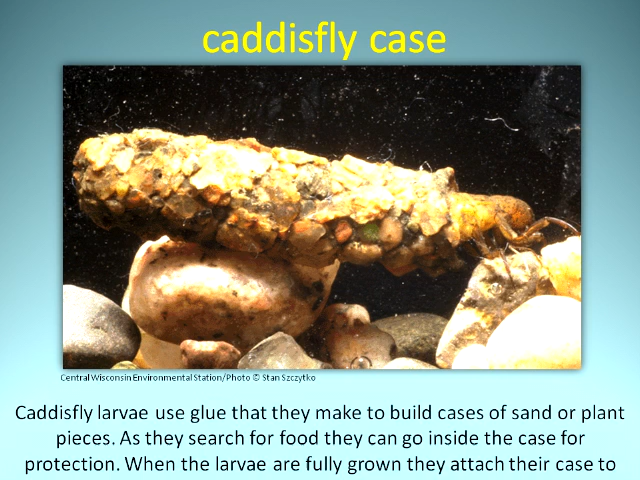 caddisfly case
Central Wisconsin Environmental Station/Photo © Stan Szczytko
Caddisfly larvae use glue that they make to build cases of sand or plant
pieces. As they search for food they can go inside the case for
protection. When the larvae are fully grown they attach their case to